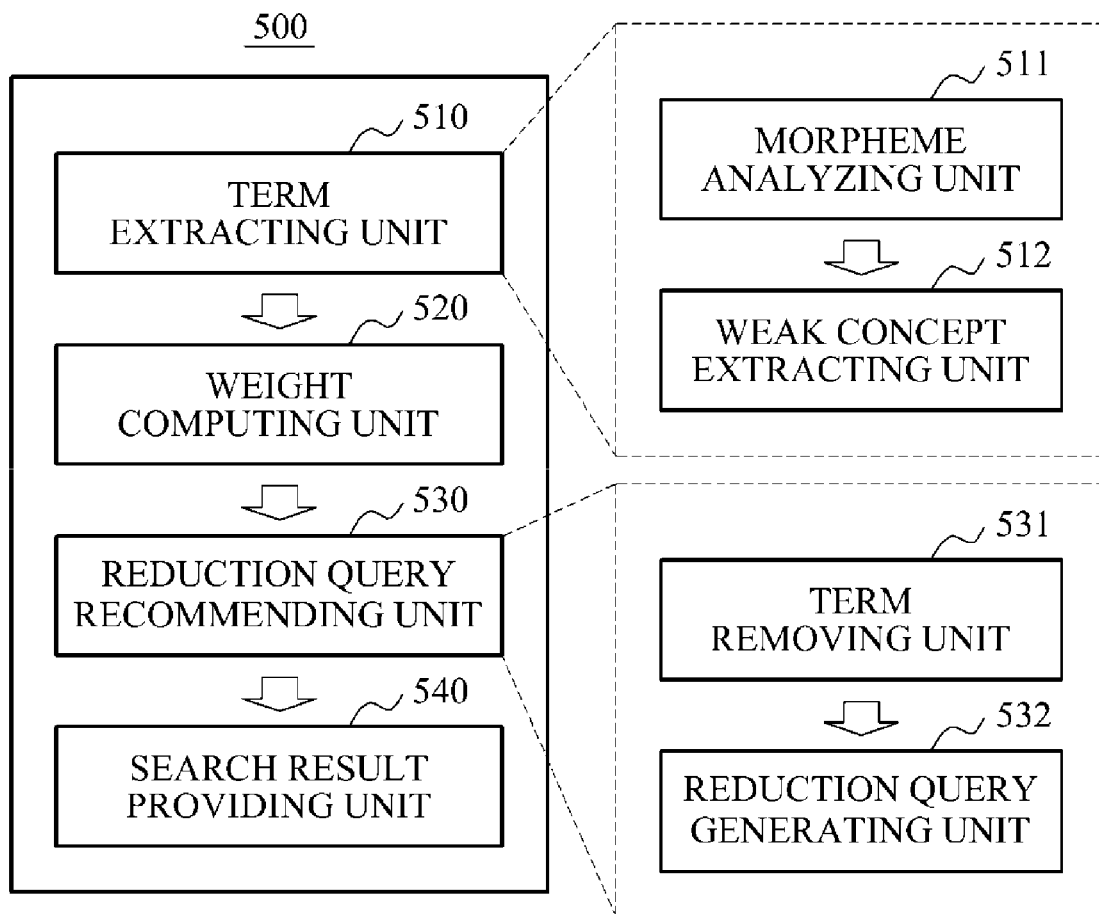 500
510
TERM
EXTRACTING UNIT
520
WEIGHT
COMPUTING UNIT
530
REDUCTION QUERY
RECOMMENDING UNIT
540
SEARCH RESULT
PROVIDING UNIT
511
MORPHEME
ANALYZING UNIT
512
WEAK CONCEPT
EXTRACTING UNIT
531
TERM
REMOVING UNIT
532
REDUCTION QUERY
GENERATING UNIT